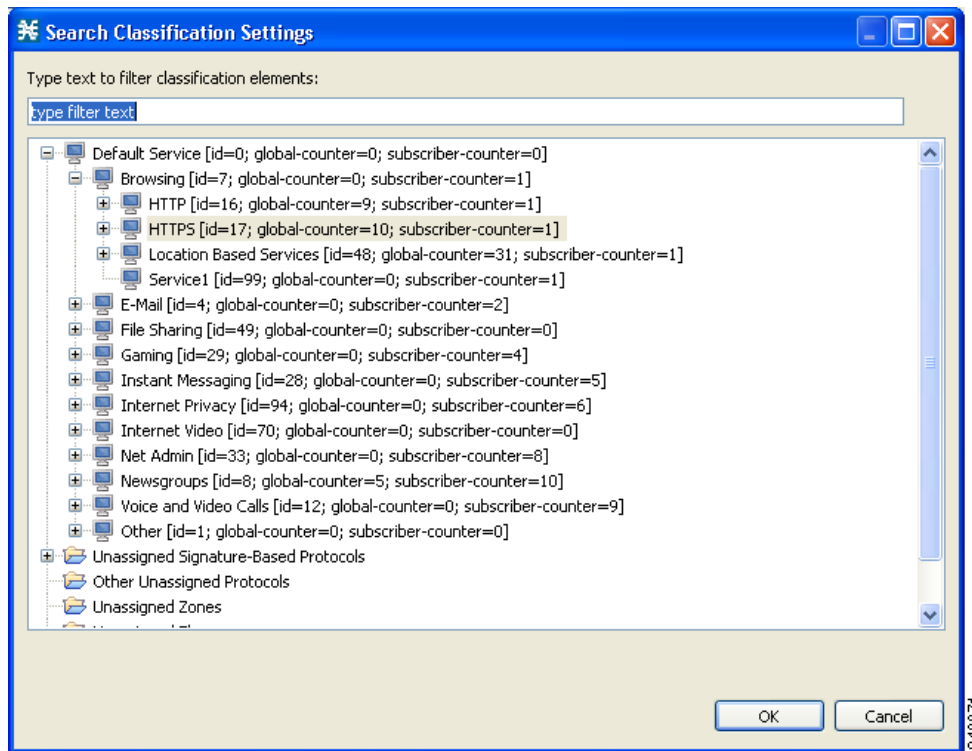 Search Classification Settings
Type text to filter classification elements:
type filter text
Default Service [id=0; global-counter=0; subscriber-counter=0]
Browsing [id=7; global-counter=0; subscriber-counter=1]
HTTP [id=16; global-counter=9; subscriber-counter=1]
HTTPS [id=17; global-counter=10; subscriber-counter=1]
Location Based Services [id=48; global-counter=31; subscriber-counter=1]
Service1 [id=99; global-counter=0; subscriber-counter=1]
E-Mail [id=4; global-counter=0; subscriber-counter=2]
File Sharing [id=49; global-counter=0; subscriber-counter=0]
Gaming [id=29; global-counter=0; subscriber-counter=4]
Instant Messaging [id=28; global-counter=0; subscriber-counter=5]
Internet Privacy [id=94; global-counter=0; subscriber-counter=6]
Internet Video [id=70; global-counter=0; subscriber-counter=0]
Net Admin [id=33; global-counter=0; subscriber-counter=8]
Newsgroups [id=8; global-counter=5; subscriber-counter=10]
Voice and Video Calls [id=12; global-counter=0; subscriber-counter=9]
Other [id=1; global-counter=0; subscriber-counter=0]
Unassigned Signature-Based Protocols
Other Unassigned Protocols
Unassigned Zones
OK
Cancel